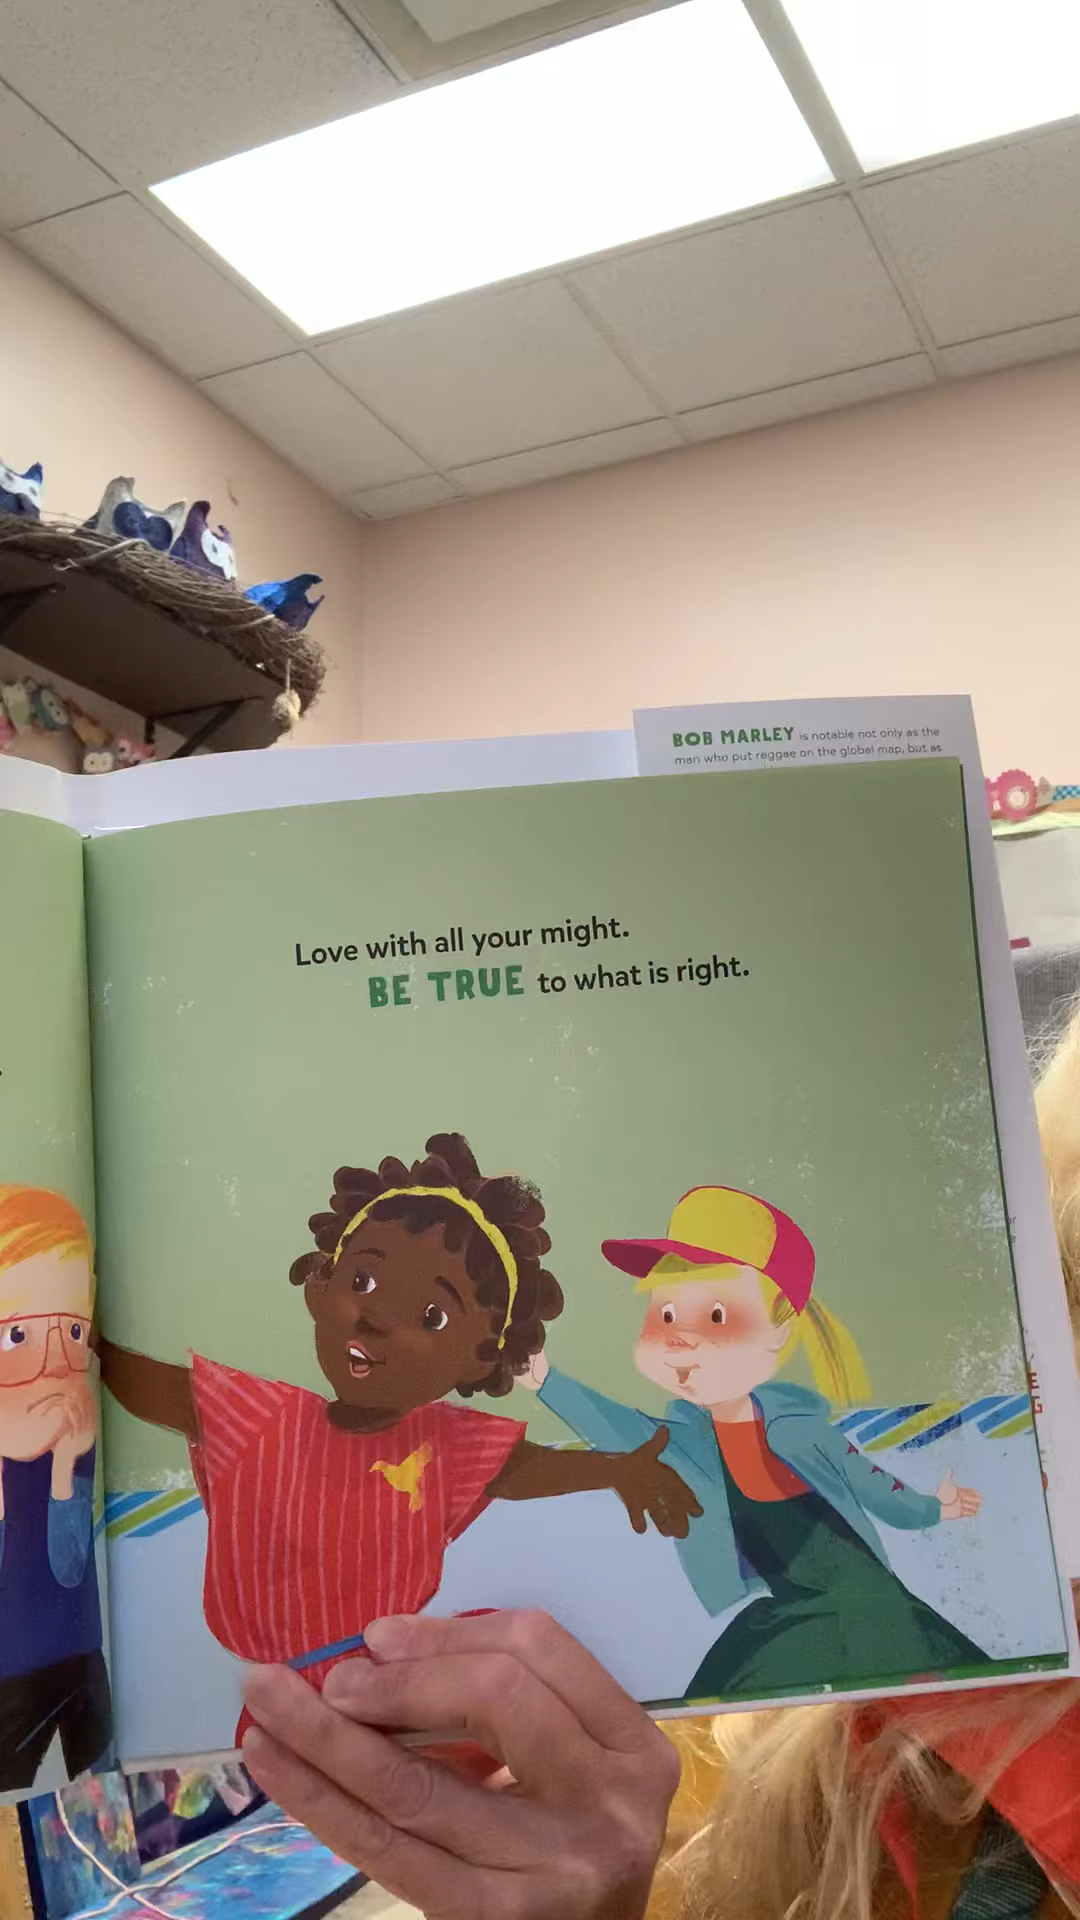 BOB MARLEY is notable not only as the
man who put reggae on the global map, but as
Love with all your might.
BE TRUE to what is right.
E
G